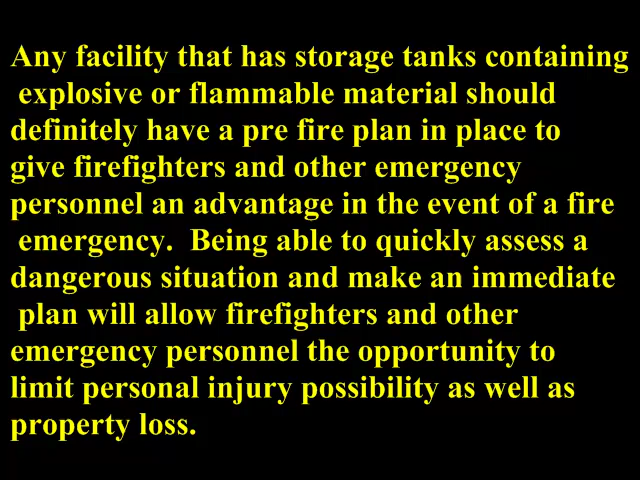 Any facility that has storage tanks containing
explosive or flammable material should
definitely have a pre fire plan in place to
give firefighters and other emergency
personnel an advantage in the event of a fire
emergency.  Being able to quickly assess a
dangerous situation and make an immediate
plan will allow firefighters and other
emergency personnel the opportunity to
limit personal injury possibility as well as
property loss.